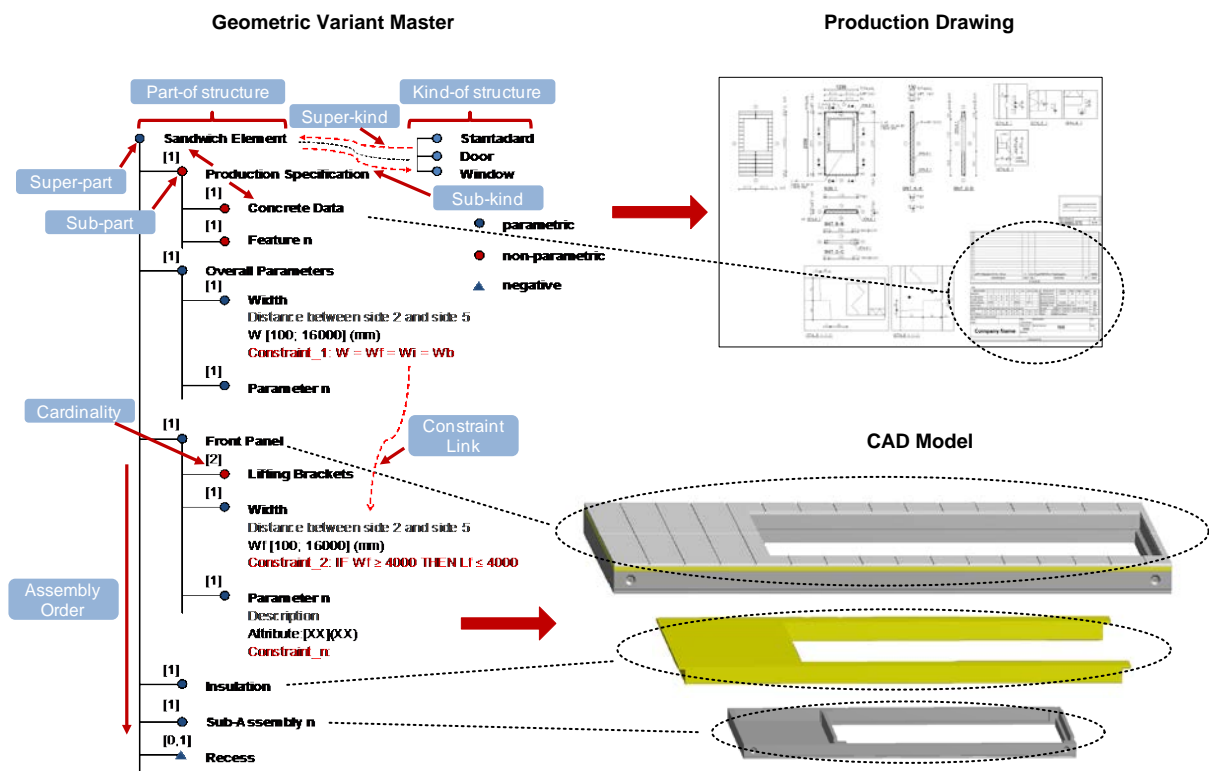 Geometric Variant Master
Production Drawing
Part-of structure
Kind-of structure
Super-kind
Sandwich Element
Stantadard
Door
[1]
Production Specification
Window
Super-part
Sub-kind
[1]
Sub-part
Concrete Data
parametric
[1]
Feature n
non-parametric
[1]
Overall Parameters
negative
[1]
Width
Distance between side 2 and side 5
W [100; 16000] (mm)
Constraint_1: W = Wf = Wi = Wb
Company Name
[1]
Parameter n
Cardinality
[1]
Front Panel
Constraint
Link
CAD Model
[2]
Lifting Brackets
[1]
Width
Distance between side 2 and side 5
Wf [100; 16000] (mm)
Constraint_2: IF Wf ≥ 4000 THEN Lf ≤ 4000
Assembly
Order
[1]
Parameter n
Description
Attribute [XX](XX)
Constraint_n:
[1]
Insulation
[1]
Sub-Assembly n
[0,1]
Recess